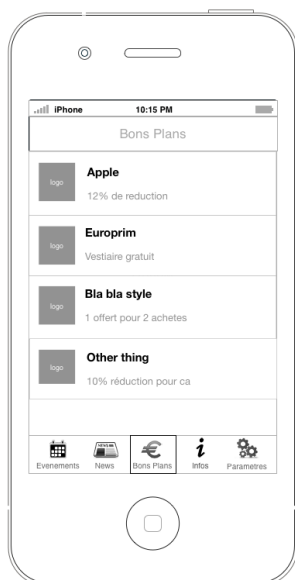 iPhone 10:15 PM
Bons Plans
logo
Apple
12% de reduction
logo
Europrim
Vestiaire gratuit
logo
Bla bla style
1 offert pour 2 achetes
logo
Other thing
10% réduction pour ca
Evenements News Bons Plans Infos Parametres